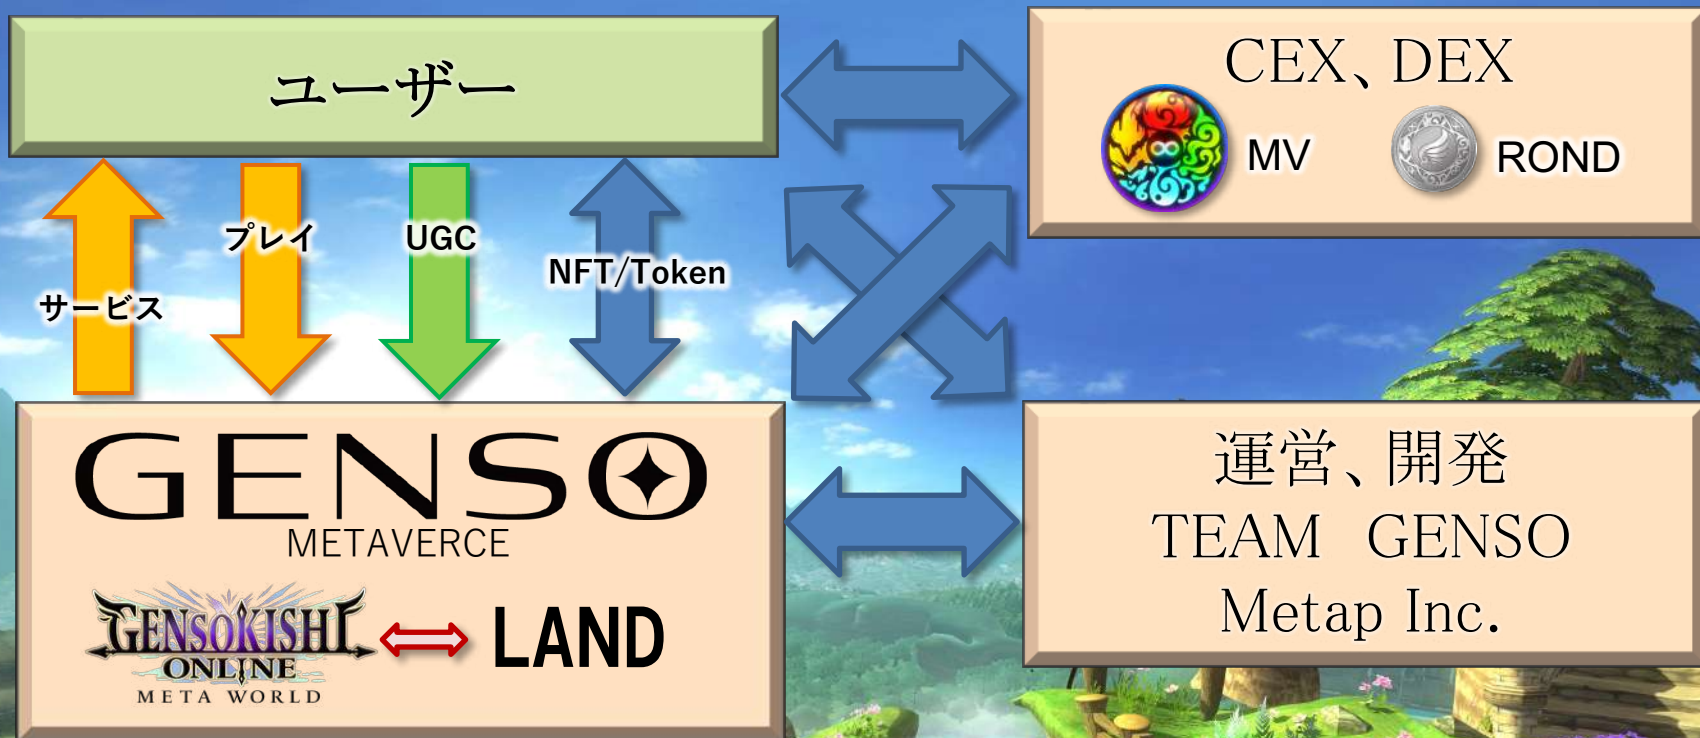 ユーザー
CEX、DEX
MV
ROND
サービス
プレイ
UGC
NFT/Token
GENSO
METAVERCE
GENSOKISHI
ONLINE
META WORLD
LAND
運営、開発
TEAM GENSO
Metap Inc.